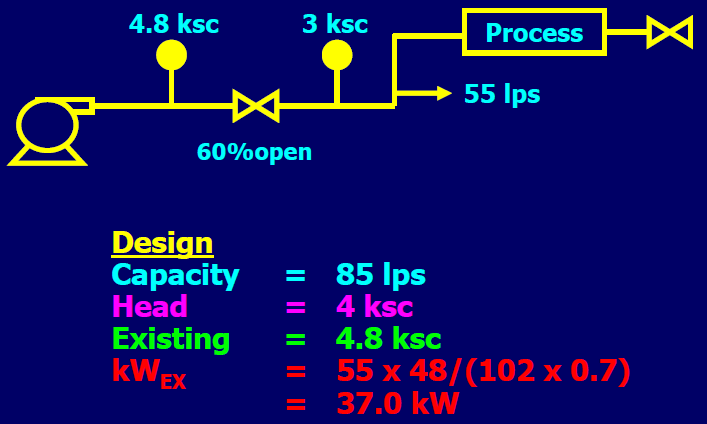 4.8 ksc
3 ksc
Process
55 lps
60%open
Design
Capacity = 85 lps
Head = 4 ksc
Existing = 4.8 ksc
kWEX = 55 x 48/(102 x 0.7)
= 37.0 kW